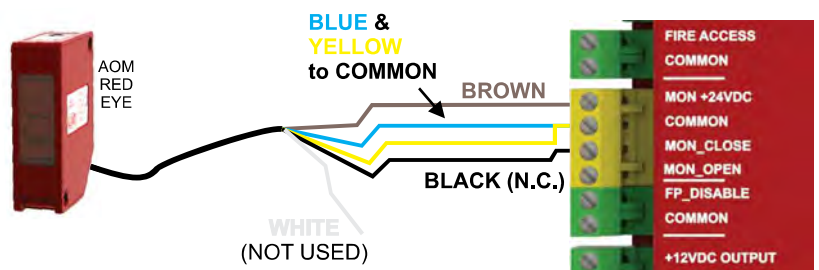 BLUE &
YELLOW
to COMMON
AOM
RED
EYE
BROWN
BLACK (N.C.)
WHITE
(NOT USED)
FIRE ACCESS
COMMON
MON +24VDC
COMMON
MON_CLOSE
MON_OPEN
FP_DISABLE
COMMON
+12VDC OUTPUT